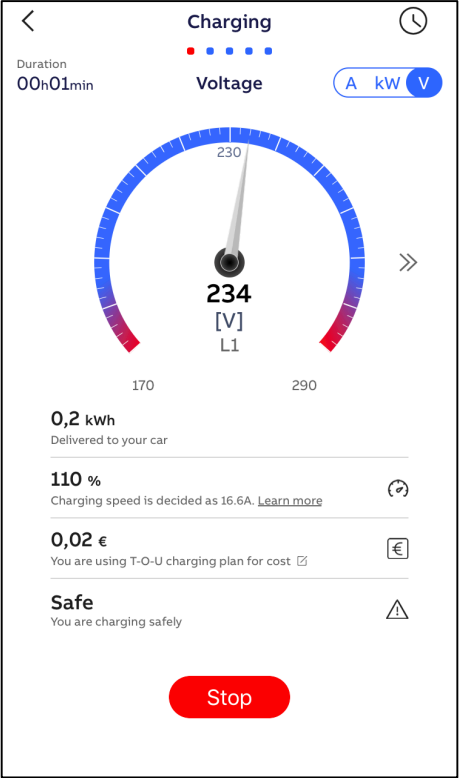 Charging
Duration
00h01min
Voltage
A kW V
230
234
[V]
L1
170 290
0,2 kWh
Delivered to your car
110 %
Charging speed is decided as 16.6A. Learn more
0,02 €
You are using T-O-U charging plan for cost
€
Safe
You are charging safely
Stop